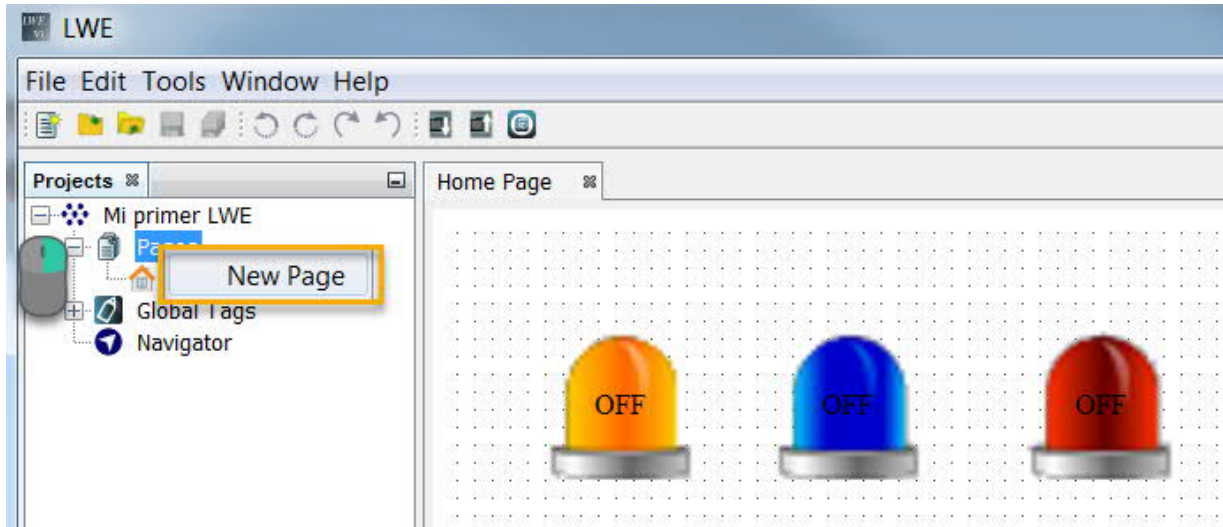 LWE
File Edit Tools Window Help
Projects
Home Page
Mi primer LWE
Pages
New Page
Global Tags
Navigator
OFF OFF OFF